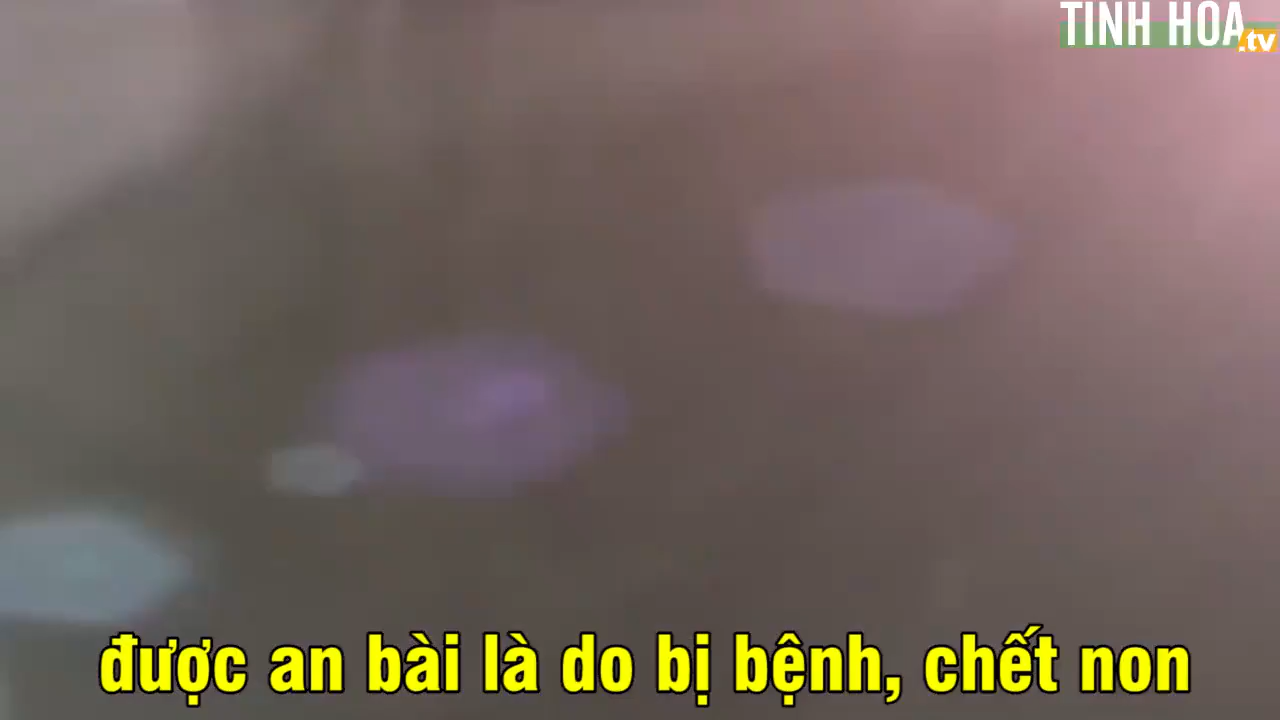 TINH HOA
.tv
được an bài là do bị bệnh, chết non